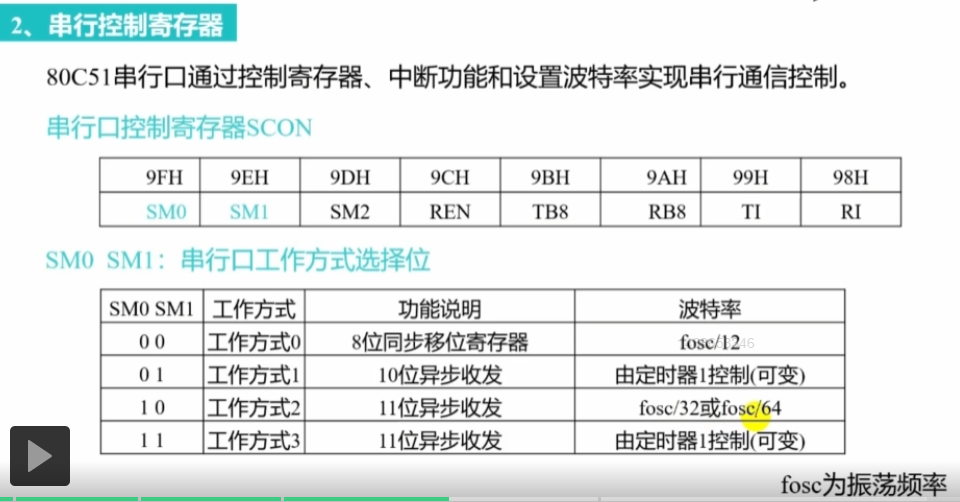 2、串行控制寄存器
80C51串行口通过控制寄存器、中断功能和设置波特率实现串行通信控制。
串行口控制寄存器SCON
9FH 9EH 9DH 9CH 9BH 9AH 99H 98H
SM0 SM1 SM2 REN TB8 RB8 TI RI
SM0 SM1：串行口工作方式选择位
SM0 SM1 工作方式 功能说明 波特率
0 0 工作方式0 8位同步移位寄存器 fosc/12
0 1 工作方式1 10位异步收发 由定时器1控制(可变)
1 0 工作方式2 11位异步收发 fosc/32或fosc/64
1 1 工作方式3 11位异步收发 由定时器1控制(可变)
fosc为振荡频率